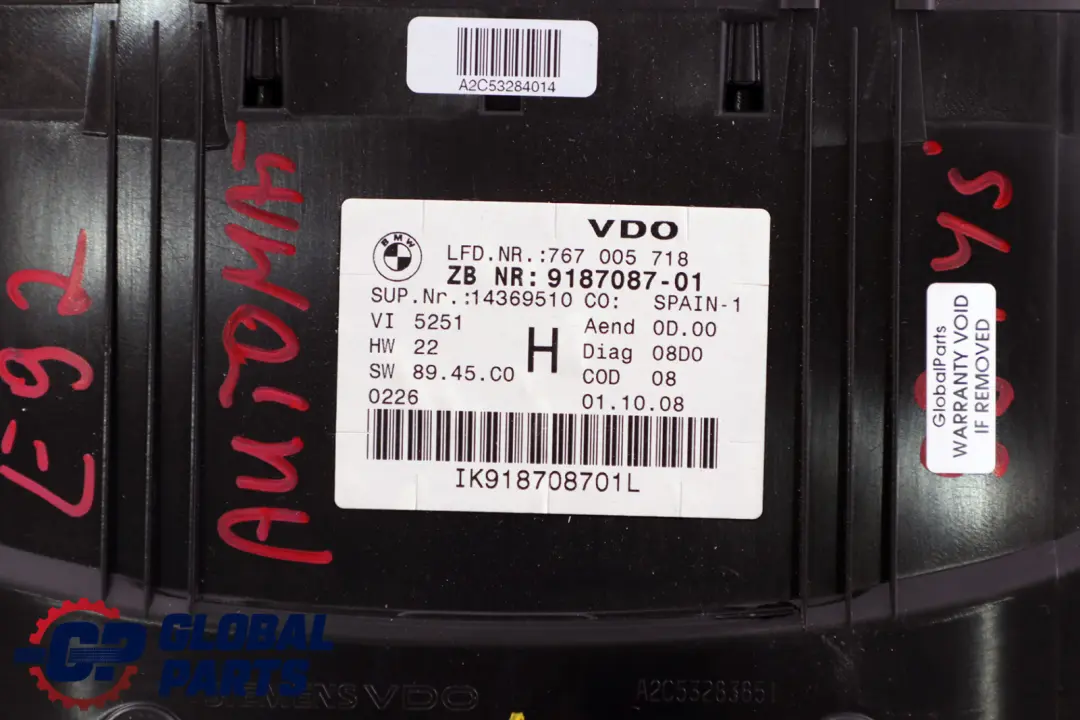 A2C53284014
E92
AUTOMAT
BMW
VDO
LFD.NR.:767 005 718
ZB NR: 9187087-01
SUP.Nr.:14369510 CO: SPAIN-1
VI 5251
Aend 0D.00
HW 22
H
Diag 08D0
SW 89.45.C0
COD 08
0226
01.10.08
IK918708701L
GlobalParts
WARRANTY VOID
IF REMOVED
GP GLOBAL
PARTS
SIEMENS VDO